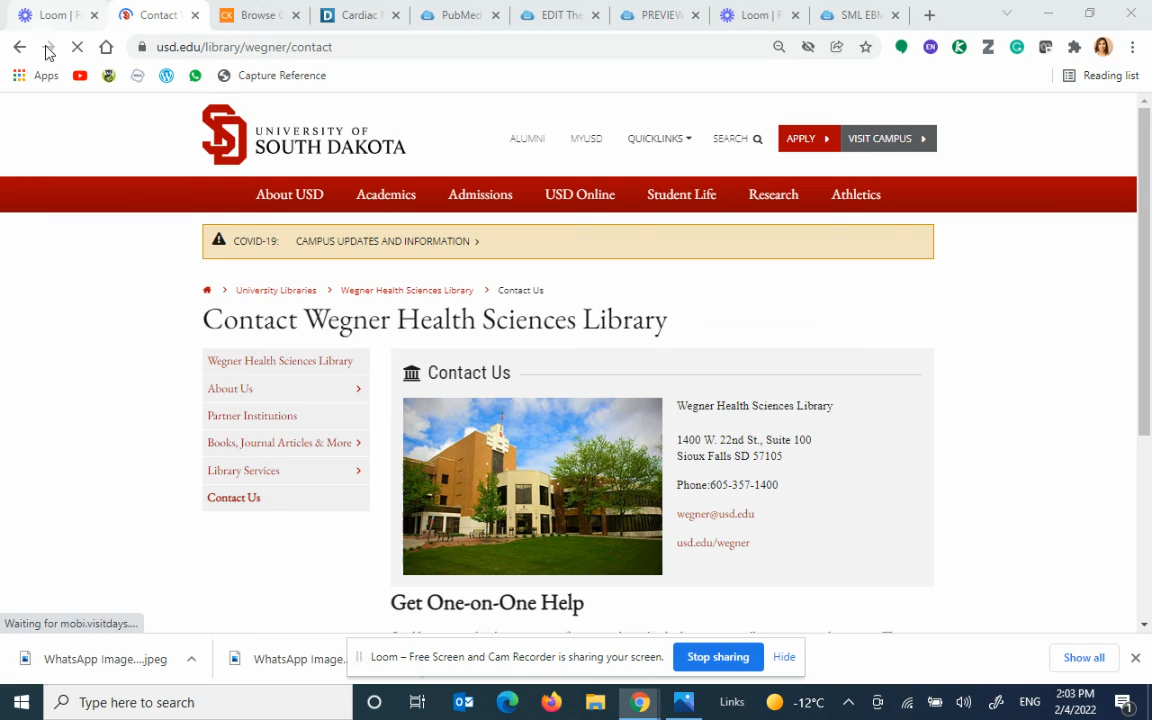 Loom | F
Contact
Browse
Cardiac
PubMed
EDIT The
PREVIEW
Loom | F
SML EBM
usd.edu/library/wegner/contact
Apps
Capture Reference
Reading list
UNIVERSITY OF
SOUTH DAKOTA
ALUMNI MYUSD QUICKLINKS SEARCH APPLY VISIT CAMPUS
About USD Academics Admissions USD Online Student Life Research Athletics
COVID-19: CAMPUS UPDATES AND INFORMATION >
> University Libraries > Wegner Health Sciences Library > Contact Us
Contact Wegner Health Sciences Library
Wegner Health Sciences Library
About Us
Partner Institutions
Books, Journal Articles & More
Library Services
Contact Us
Contact Us
Wegner Health Sciences Library
1400 W. 22nd St., Suite 100
Sioux Falls SD 57105
Phone:605-357-1400
wegner@usd.edu
usd.edu/wegner
Get One-on-One Help
Waiting for mobi.visitdays....
WhatsApp Image....jpeg
WhatsApp Image.
Loom – Free Screen and Cam Recorder is sharing your screen.
Stop sharing
Hide
Show all
Type here to search
Links
-12°C
ENG
2:03 PM
2/4/2022